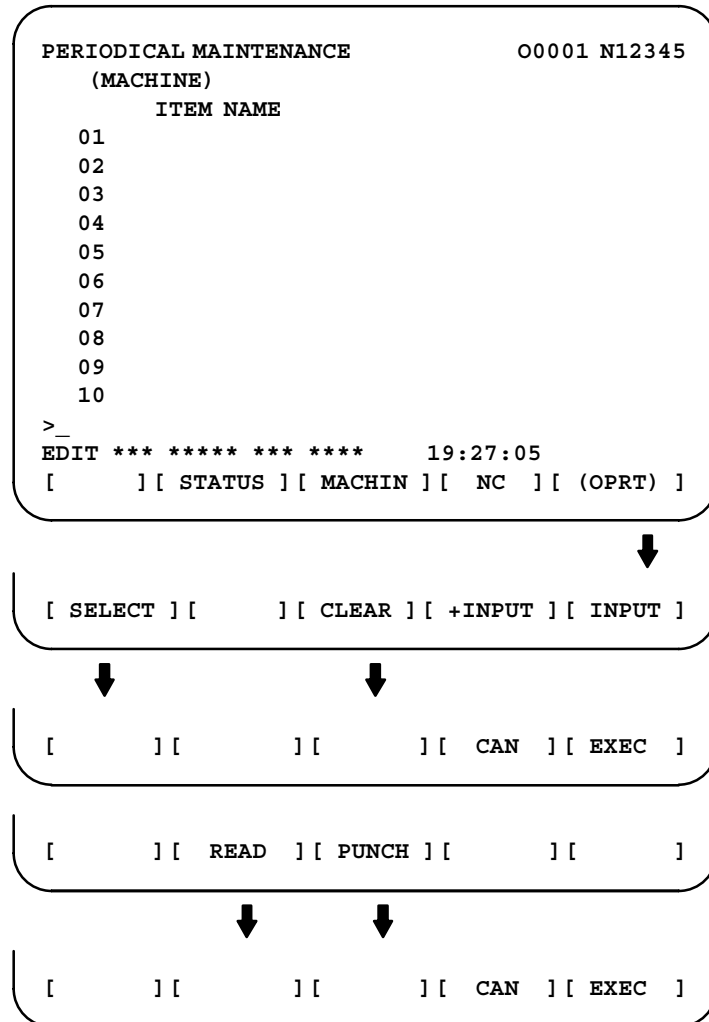 PERIODICAL MAINTENANCE O0001 N12345
(MACHINE)
ITEM NAME
01
02
03
04
05
06
07
08
09
10
>_
EDIT *** ***** *** **** 19:27:05
[ ][ STATUS ][ MACHIN ][ NC ][ (OPRT) ]
[ SELECT ][ ][ CLEAR ][ +INPUT ][ INPUT ]
[ ][ ][ ][ CAN ][ EXEC ]
[ ][ READ ][ PUNCH ][ ][ ]
[ ][ ][ ][ CAN ][ EXEC ]